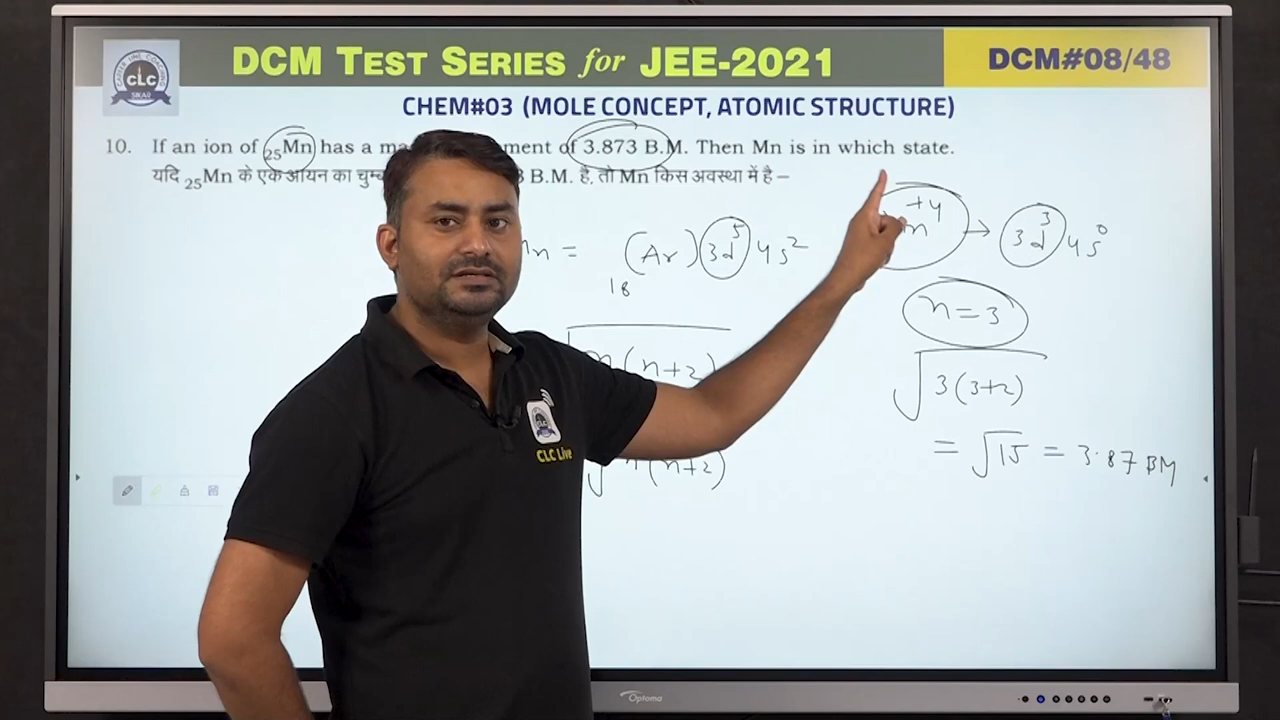 DCM TEST SERIES for JEE-2021
DCM#08/48
CAREER LINE COACHING
CLC
SIKAR
CHEM#03 (MOLE CONCEPT, ATOMIC STRUCTURE)
10. If an ion of ₂₅Mn has a ma ment of 3.873 B.M. Then Mn is in which state.
यदि ₂₅Mn के एक आयन का चुम्ब B.M. है, तो Mn किस अवस्था में है –
n = ₁₈(Ar) 3d⁵ 4s²
n⁺⁴ → 3d³ 4s⁰
n = 3
√n(n+2)
√3(3+2)
√n(n+2)
= √15 = 3.87 BM
CLC Live
Optoma